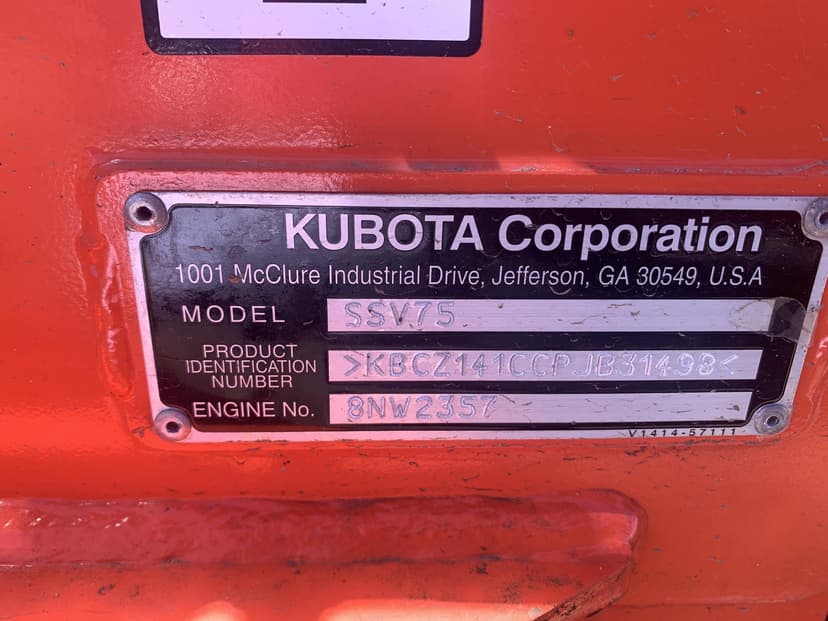 KUBOTA Corporation
1001 McClure Industrial Drive, Jefferson, GA 30549, U.S.A
MODEL SSV75
PRODUCT
IDENTIFICATION
NUMBER >KBCZ141CCPJB31498<
ENGINE No. 8NW2357
V1414-57111